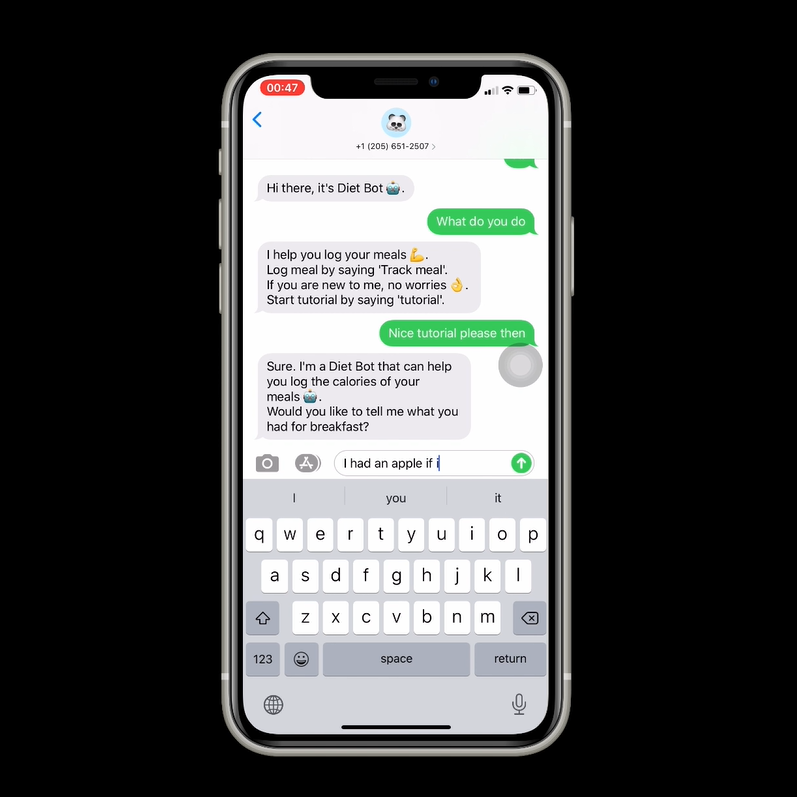 00:47
+1 (205) 651-2507 >
Hi there, it's Diet Bot 🤖.
What do you do
I help you log your meals 💪.
Log meal by saying 'Track meal'.
If you are new to me, no worries 👌.
Start tutorial by saying 'tutorial'.
Nice tutorial please then
Sure. I'm a Diet Bot that can help
you log the calories of your
meals 🤖.
Would you like to tell me what you
had for breakfast?
I had an apple if i
I you it
q w e r t y u i o p
a s d f g h j k l
z x c v b n m
123 space return